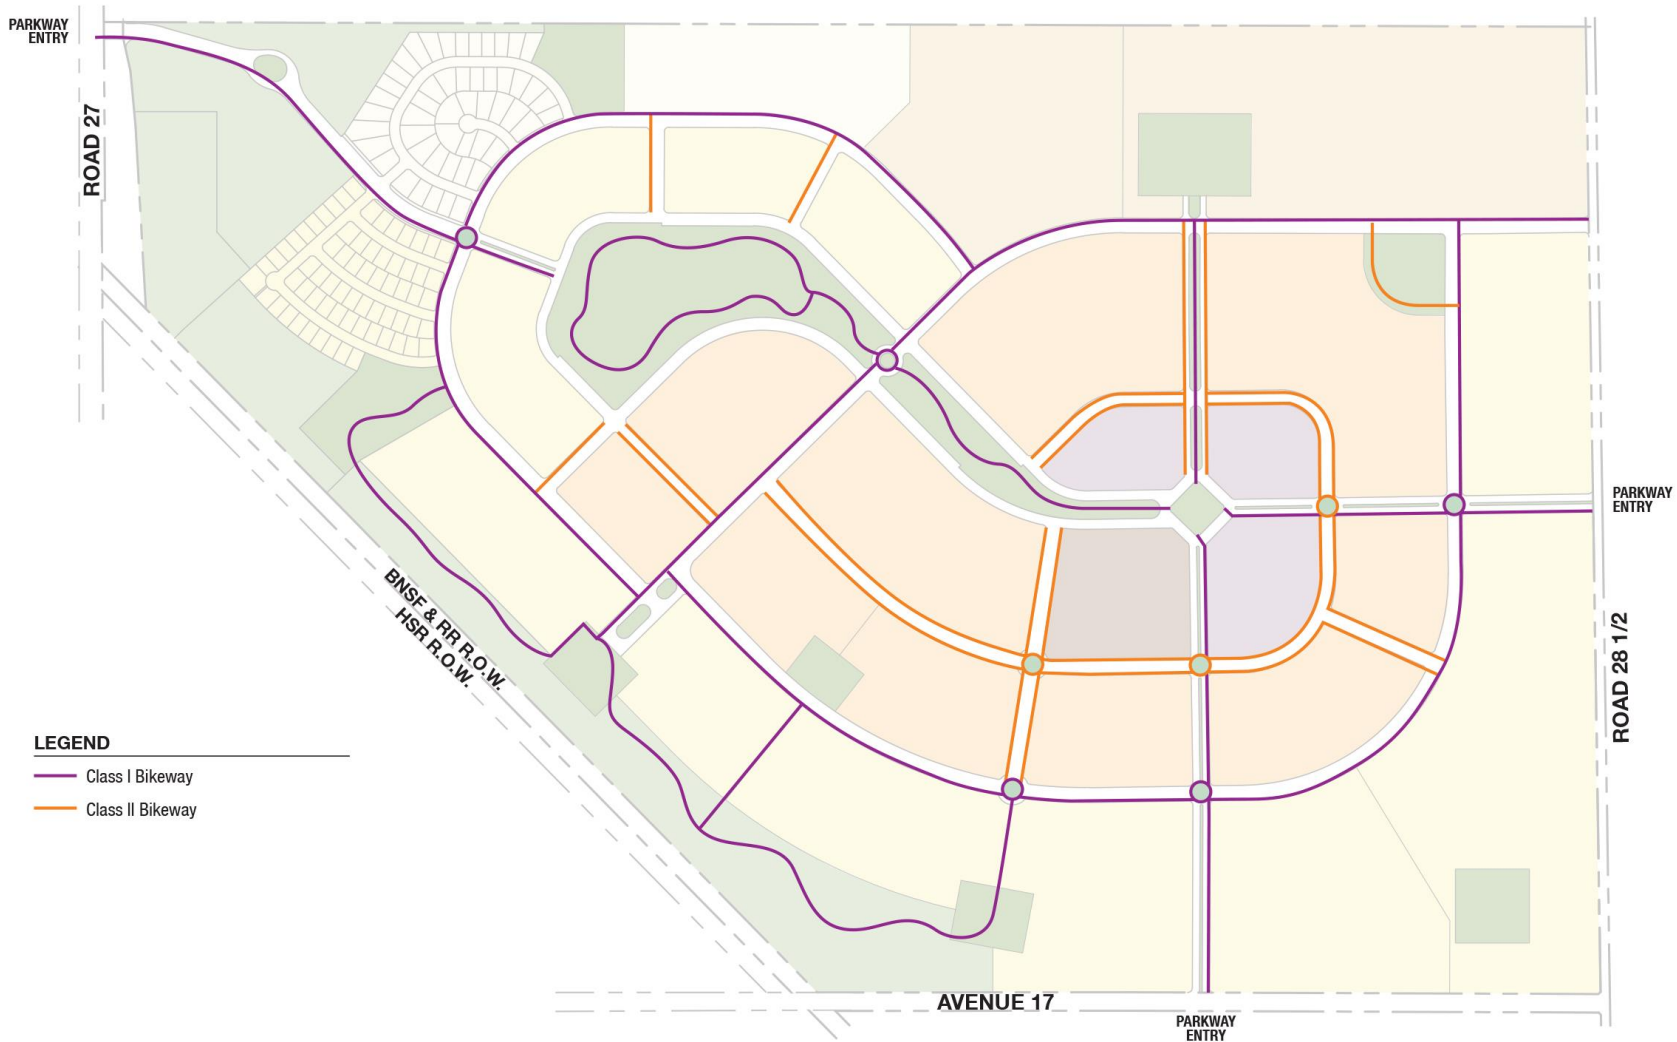 PARKWAY
ENTRY
ROAD 27
PARKWAY
ENTRY
BNSF & RR R.O.W.
HSR R.O.W.
ROAD 28 1/2
LEGEND
Class I Bikeway
Class II Bikeway
AVENUE 17
PARKWAY
ENTRY